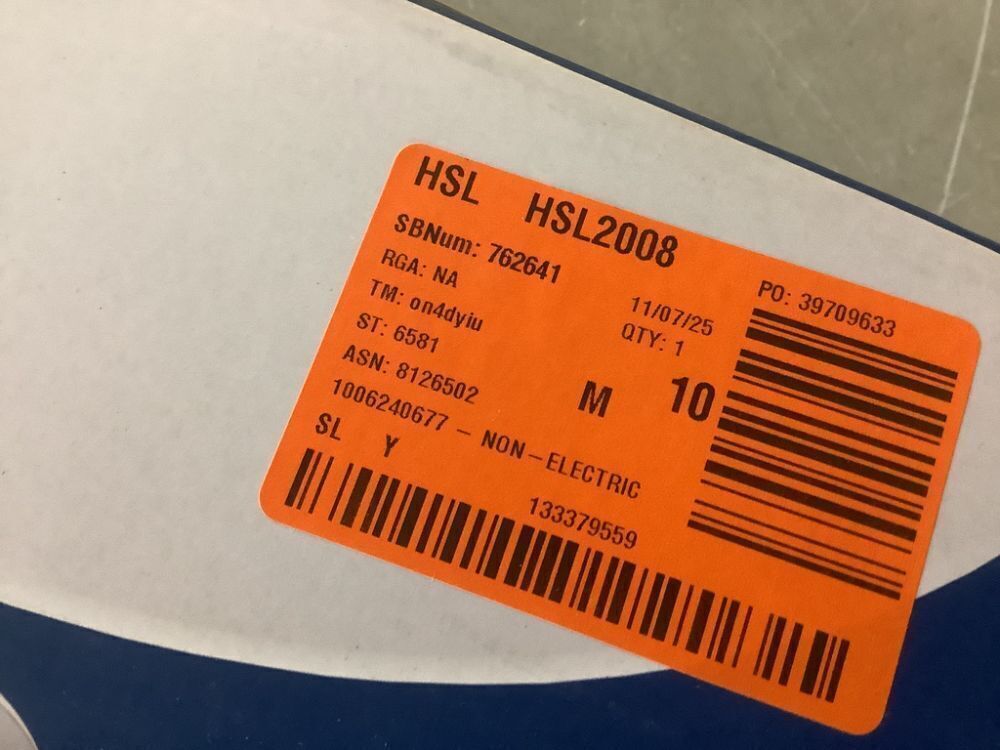 HSL HSL2008
SBNum: 762641
RGA: NA
TM: on4dyiu
ST: 6581
ASN: 8126502
11/07/25
QTY: 1
M 10
PO: 39709633
1006240677 - NON-ELECTRIC
SL Y
133379559